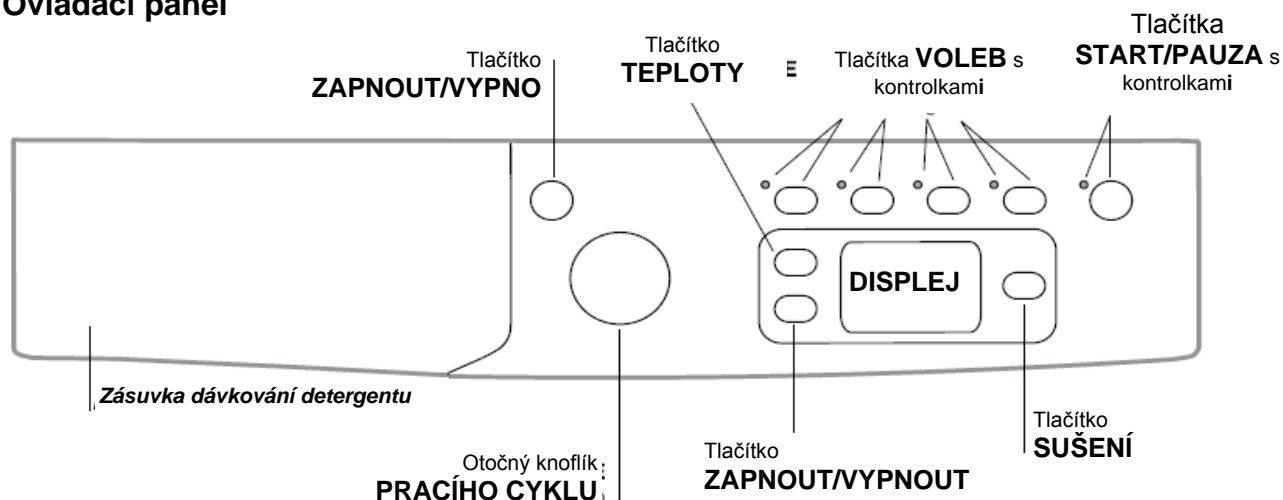 Ovládací panel
Tlačítko
ZAPNOUT/VYPNO
Tlačítko
TEPLOTY
E
Tlačítka VOLEB s
kontrolkami
Tlačítka
START/PAUZA s
kontrolkami
DISPLEJ
Zásuvka dávkování detergentu
Otočný knoflík
PRACÍHO CYKLU
Tlačítko
ZAPNOUT/VYPNOUT
Tlačítko
SUŠENÍ